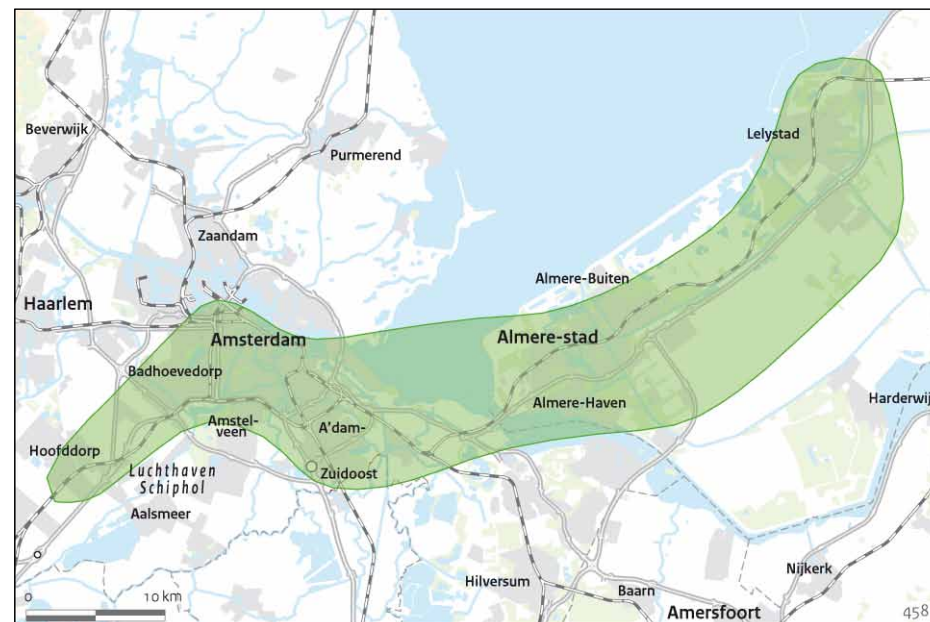 Beverwijk
Purmerend
Lelystad
Zaandam
Haarlem
Almere-Buiten
Amsterdam
Almere-stad
Badhoevedorp
Almere-Haven
Harderwij
Amstel-
veen
A'dam-
Zuidoost
Hoofddorp
Luchthaven
Schiphol
Aalsmeer
Hilversum
Baarn
Nijkerk
Amersfoort
0 10 km
458